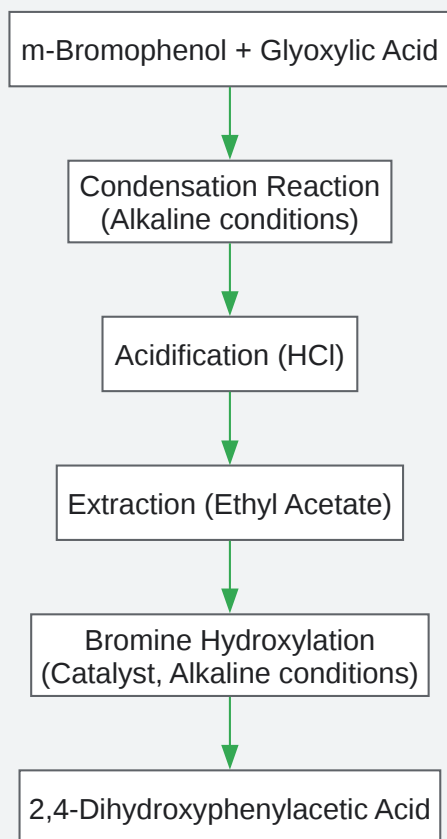 m-Bromophenol + Glyoxylic Acid
Condensation Reaction
(Alkaline conditions)
Acidification (HCl)
Extraction (Ethyl Acetate)
Bromine Hydroxylation
(Catalyst, Alkaline conditions)
2,4-Dihydroxyphenylacetic Acid